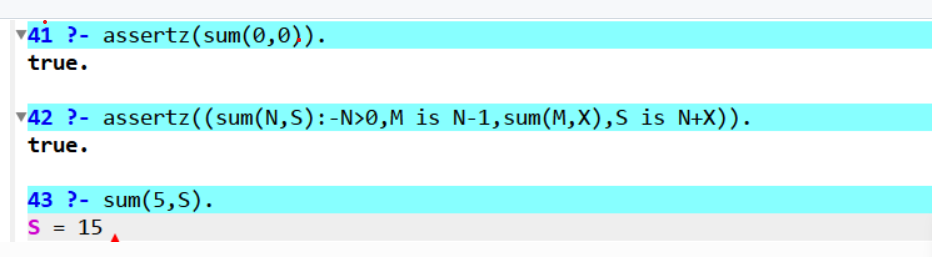 41 ?- assertz(sum(0,0)).
true.
42 ?- assertz((sum(N,S):-N>0,M is N-1,sum(M,X),S is N+X)).
true.
43 ?- sum(5,S).
S = 15